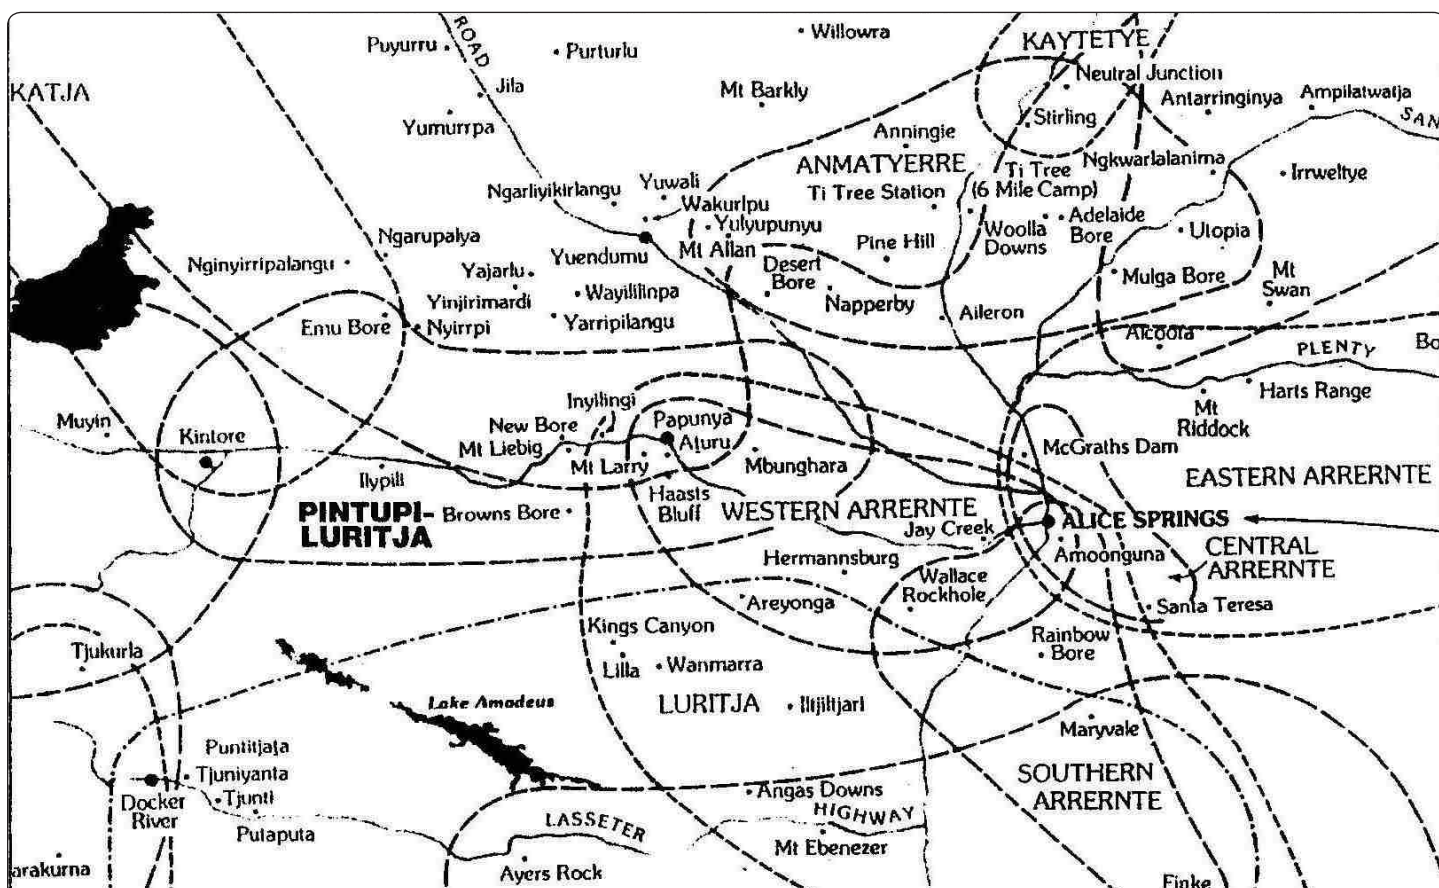 ROAD
Puyurru
Purturlu
Willowra
KAYTETYE
Neutral Junction
KATJA
Jila
Mt Barkly
Antarringinya
Ampilatwatja
SAN
Yumurrpa
Stirling
Anningie
ANMATYERRE
Ngkwarlalanima
Ti Tree
(6 Mile Camp)
Irrweltye
Ngarliyikirlangu
Yuwali
Wakurlpu
Ti Tree Station
Yulyupunyu
Woolla
Downs
Adelaide
Bore
Utopia
Ngarupalya
Yuendumu
Mt Allan
Pine Hill
Nginyirripalangu
Yajarlu
Desert
Bore
Mulga Bore
Mt
Swan
Yinjirimardi
Wayililinpa
Napperby
Aileron
Emu Bore
Nyirrpi
Yarripilangu
Alcoota
PLENTY
Bo
Harts Range
Mt
Riddock
Inyilingi
Muyin
Kintore
New Bore
Papunya
Mt Liebig
Aturu
McGraths Dam
Mt Larry
Mbunghara
Ilypili
EASTERN ARRERNTE
Haasts
Bluff
PINTUPI-
LURITJA
Browns Bore
WESTERN ARRERNTE
Jay Creek
ALICE SPRINGS
Amoonguna
CENTRAL
ARRERNTE
Hermannsburg
Wallace
Rockhole
Areyonga
Santa Teresa
Kings Canyon
Rainbow
Bore
Tjukurla
Lilla
Wanmarra
Lake Amadeus
LURITJA
Iltjiltjarl
Maryvale
Puntitjata
Tjuniyanta
SOUTHERN
ARRERNTE
Docker
River
Tjunti
Angas Downs
Putaputa
LASSETER
HIGHWAY
Mt Ebenezer
arakurna
Ayers Rock
Finke